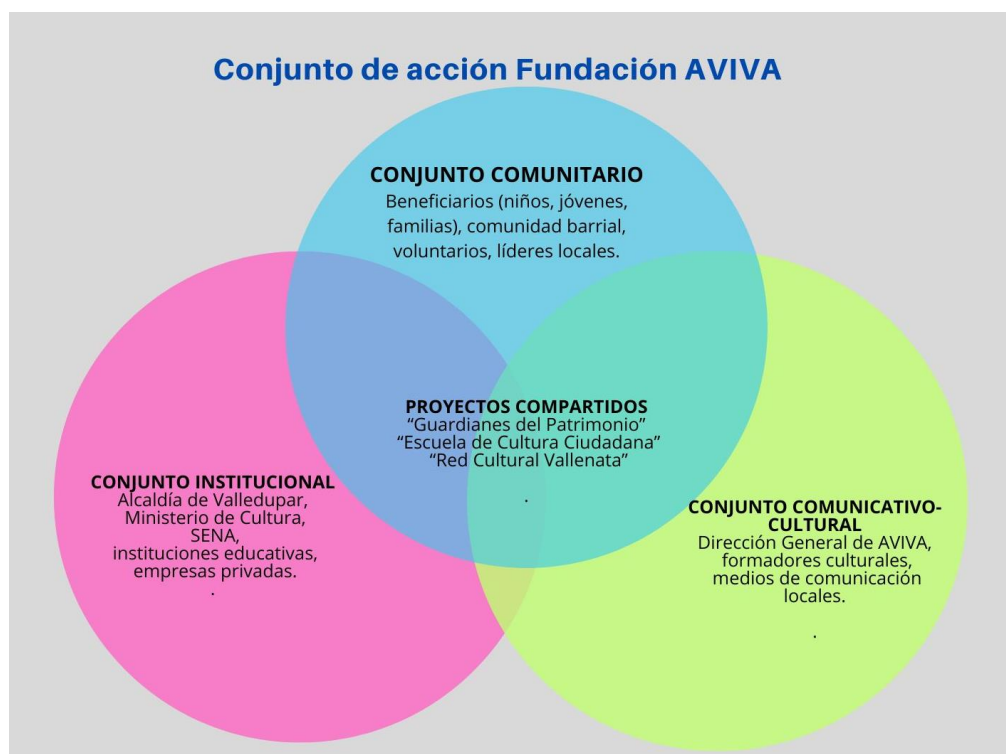 Conjunto de acción Fundación AVIVA
CONJUNTO COMUNITARIO
Beneficiarios (niños, jóvenes,
familias), comunidad barrial,
voluntarios, líderes locales.
PROYECTOS COMPARTIDOS
“Guardianes del Patrimonio”
“Escuela de Cultura Ciudadana”
“Red Cultural Vallenata”
.
CONJUNTO INSTITUCIONAL
Alcaldía de Valledupar,
Ministerio de Cultura,
SENA,
instituciones educativas,
empresas privadas.
.
CONJUNTO COMUNICATIVO-
CULTURAL
Dirección General de AVIVA,
formadores culturales,
medios de comunicación
locales.
.